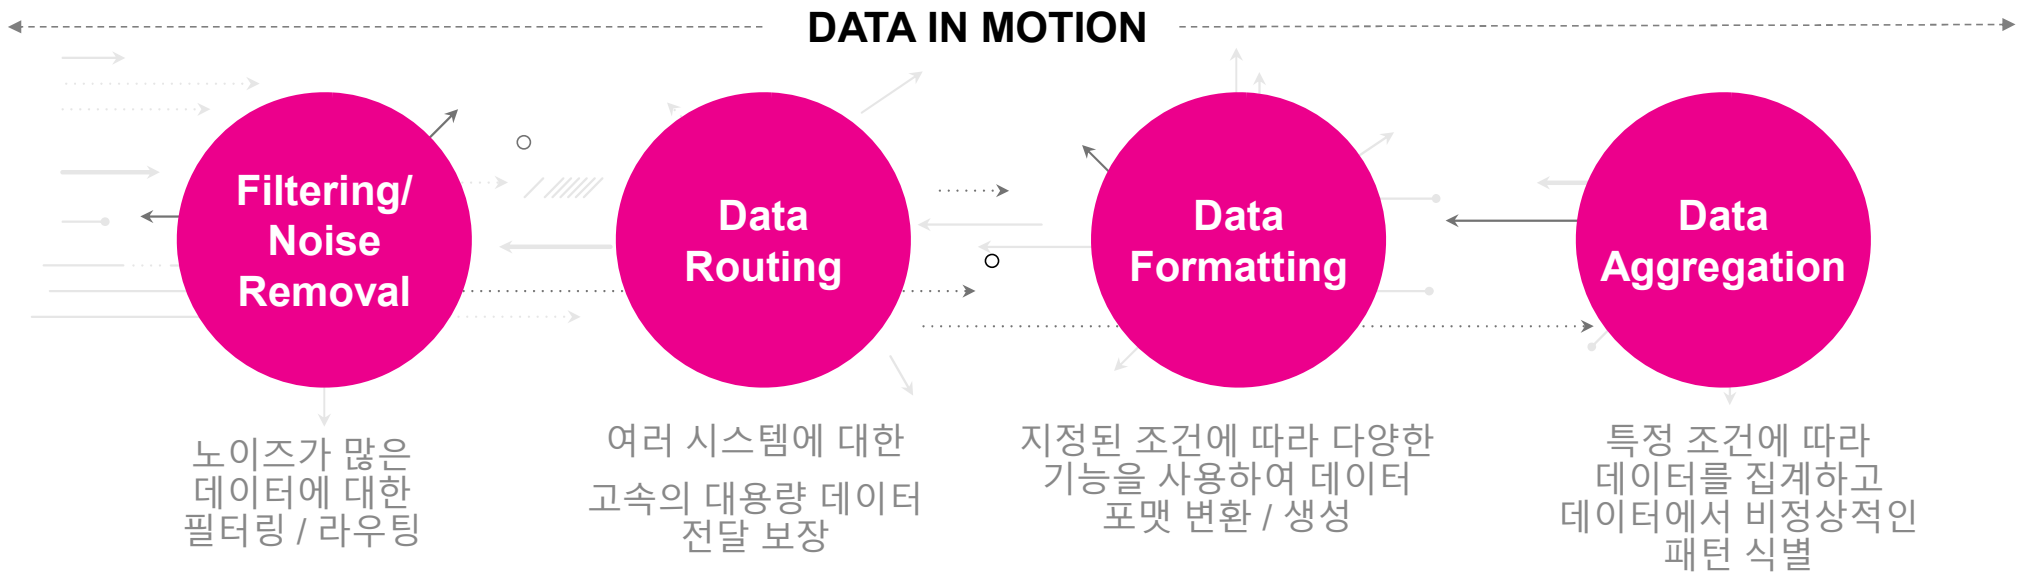 DATA IN MOTION
Filtering/
Noise
Removal
Data
Routing
Data
Formatting
Data
Aggregation
노이즈가 많은
데이터에 대한
필터링 / 라우팅
여러 시스템에 대한
고속의 대용량 데이터
전달 보장
지정된 조건에 따라 다양한
기능을 사용하여 데이터
포맷 변환 / 생성
특정 조건에 따라
데이터를 집계하고
데이터에서 비정상적인
패턴 식별